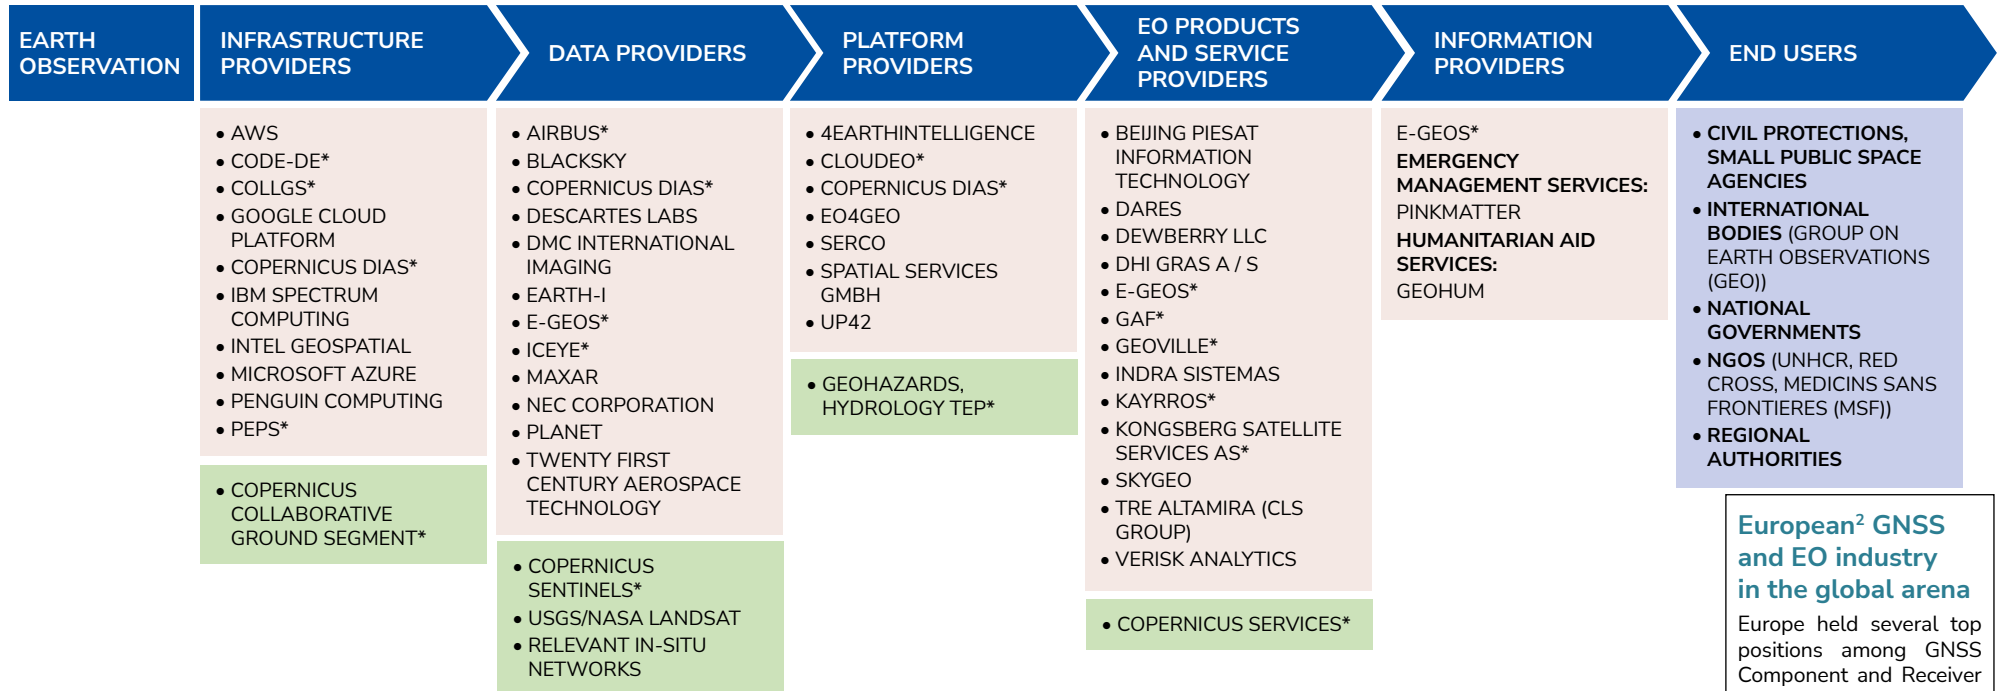 EARTH
OBSERVATION
INFRASTRUCTURE
PROVIDERS
DATA PROVIDERS
PLATFORM
PROVIDERS
EO PRODUCTS
AND SERVICE
PROVIDERS
INFORMATION
PROVIDERS
END USERS
• AWS
• CODE-DE*
• COLLGS*
• GOOGLE CLOUD
PLATFORM
• COPERNICUS DIAS*
• IBM SPECTRUM
COMPUTING
• INTEL GEOSPATIAL
• MICROSOFT AZURE
• PENGUIN COMPUTING
• PEPS*
• COPERNICUS
COLLABORATIVE
GROUND SEGMENT*
• AIRBUS*
• BLACKSKY
• COPERNICUS DIAS*
• DESCARTES LABS
• DMC INTERNATIONAL
IMAGING
• EARTH-I
• E-GEOS*
• ICEYE*
• MAXAR
• NEC CORPORATION
• PLANET
• TWENTY FIRST
CENTURY AEROSPACE
TECHNOLOGY
• COPERNICUS
SENTINELS*
• USGS/NASA LANDSAT
• RELEVANT IN-SITU
NETWORKS
• 4EARTHINTELLIGENCE
• CLOUDEO*
• COPERNICUS DIAS*
• EO4GEO
• SERCO
• SPATIAL SERVICES
GMBH
• UP42
• GEOHAZARDS,
HYDROLOGY TEP*
• BEIJING PIESAT
INFORMATION
TECHNOLOGY
• DARES
• DEWBERRY LLC
• DHI GRAS A / S
• E-GEOS*
• GAF*
• GEOVILLE*
• INDRA SISTEMAS
• KAYRROS*
• KONGSBERG SATELLITE
SERVICES AS*
• SKYGEO
• TRE ALTAMIRA (CLS
GROUP)
• VERISK ANALYTICS
• COPERNICUS SERVICES*
E-GEOS*
EMERGENCY
MANAGEMENT SERVICES:
PINKMATTER
HUMANITARIAN AID
SERVICES:
GEOHUM
• CIVIL PROTECTIONS,
SMALL PUBLIC SPACE
AGENCIES
• INTERNATIONAL
BODIES (GROUP ON
EARTH OBSERVATIONS
(GEO))
• NATIONAL
GOVERNMENTS
• NGOS (UNHCR, RED
CROSS, MEDICINS SANS
FRONTIERES (MSF))
• REGIONAL
AUTHORITIES
European² GNSS
and EO industry
in the global arena
Europe held several top
positions among GNSS
Component and Receiver